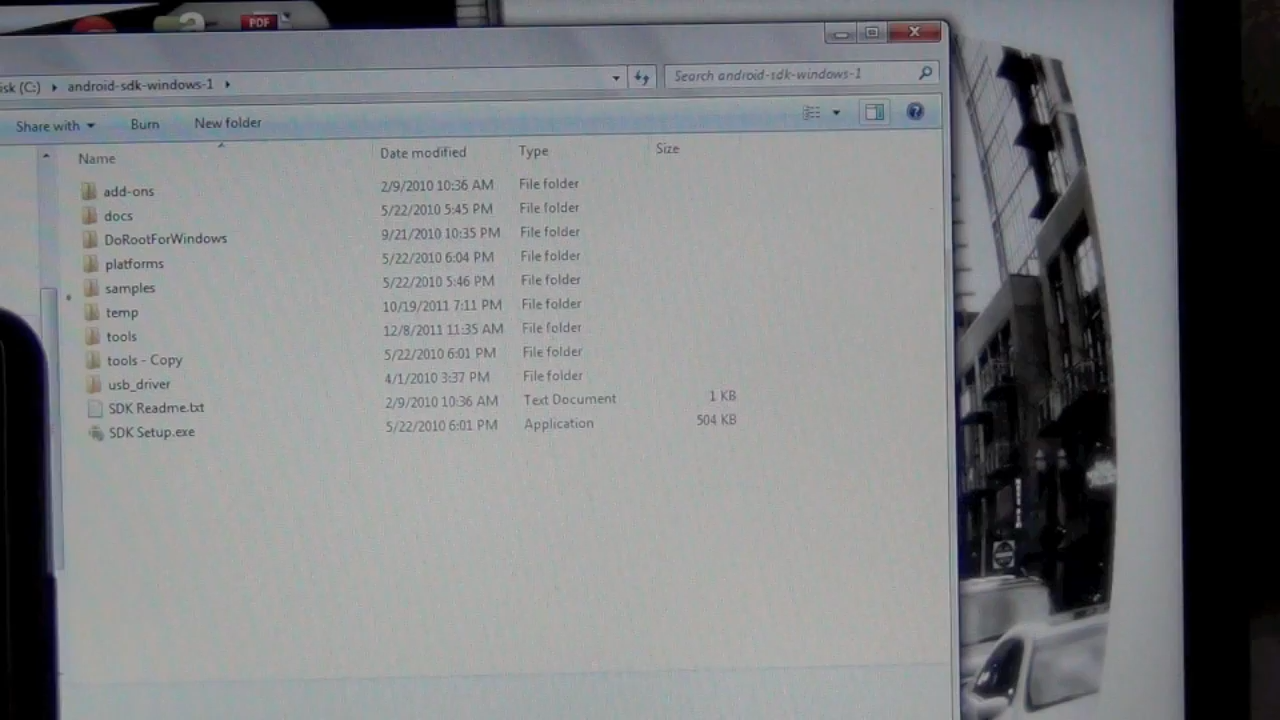 PDF
isk (C:) android-sdk-windows-1 Search android-sdk-windows-1
Share with Burn New folder
Name Date modified Type Size
add-ons 2/9/2010 10:36 AM File folder
docs 5/22/2010 5:45 PM File folder
DoRootForWindows 9/21/2010 10:35 PM File folder
platforms 5/22/2010 6:04 PM File folder
samples 5/22/2010 5:46 PM File folder
temp 10/19/2011 7:11 PM File folder
tools 12/8/2011 11:35 AM File folder
tools - Copy 5/22/2010 6:01 PM File folder
usb_driver 4/1/2010 3:37 PM File folder
SDK Readme.txt 2/9/2010 10:36 AM Text Document 1 KB
SDK Setup.exe 5/22/2010 6:01 PM Application 504 KB